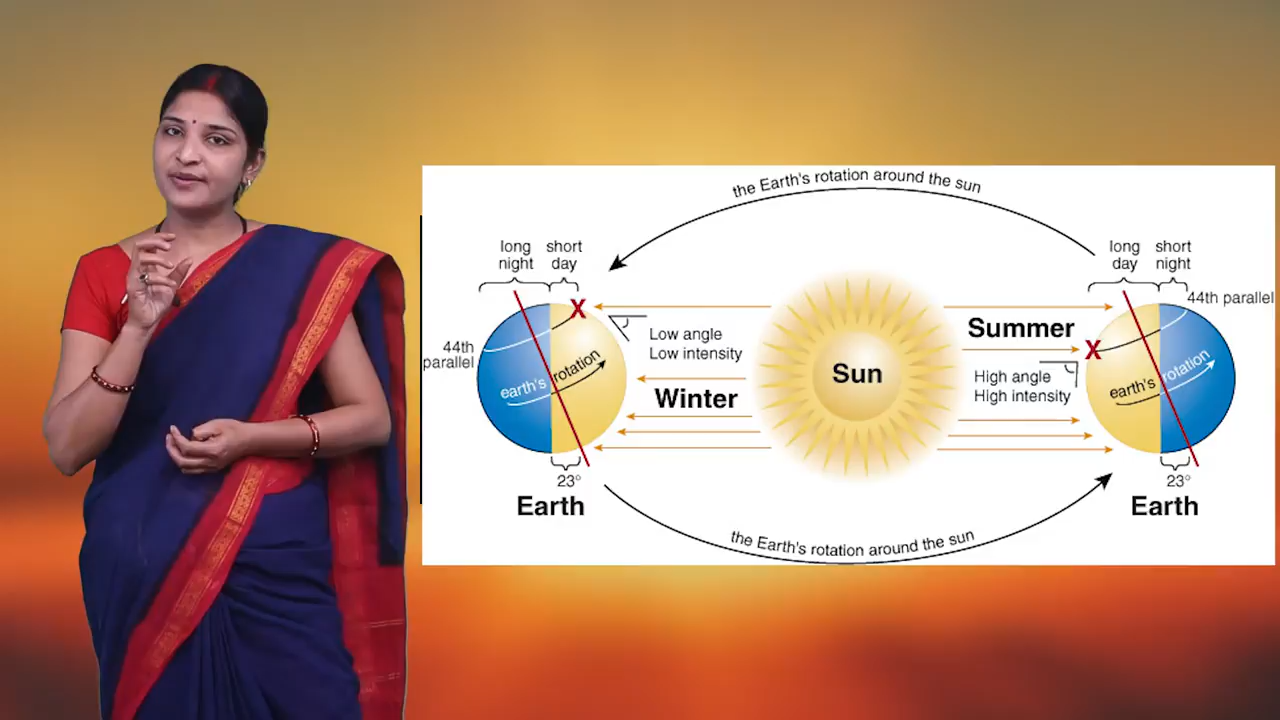 the Earth's rotation around the sun
long
night
short
day
long
day
short
night
44th parallel
44th
parallel
X
Low angle
Low intensity
Winter
earth's rotation
Sun
Summer
X
High angle
High intensity
earth's rotation
23°
Earth
23°
Earth
the Earth's rotation around the sun